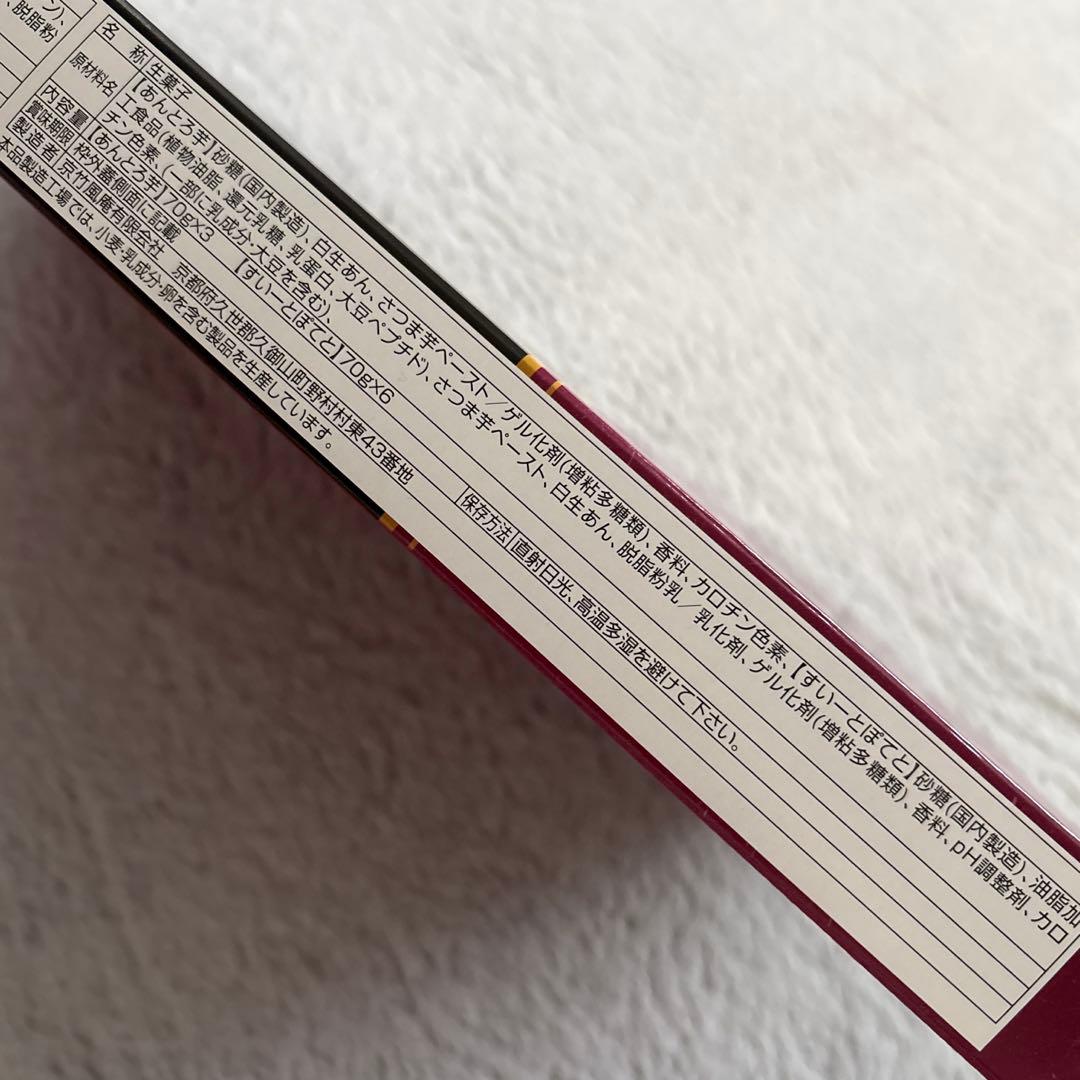 ン)、
、脱脂粉
名称 生菓子
原材料名 【あんとろ芋】砂糖(国内製造)、白生あん、さつま芋ペースト/ゲル化剤(増粘多糖類)、香料、カロチン色素、【すいーとぽてと】砂糖(国内製造)、油脂加
工食品(植物油脂、還元乳糖、乳蛋白、大豆ペプチド)、さつま芋ペースト、白生あん、脱脂粉乳/乳化剤、ゲル化剤(増粘多糖類)、香料、pH調整剤、カロ
チン色素、(一部に乳成分・大豆を含む)、
内容量 【あんとろ芋】70g×3 【すいーとぽてと】70g×6
賞味期限 枠外蓋側面に記載 保存方法 直射日光、高温多湿を避けて下さい。
製造者 京竹風庵有限会社 京都府久世郡久御山町野村村東43番地
本品製造工場では、小麦・乳成分・卵を含む製品を生産しています。